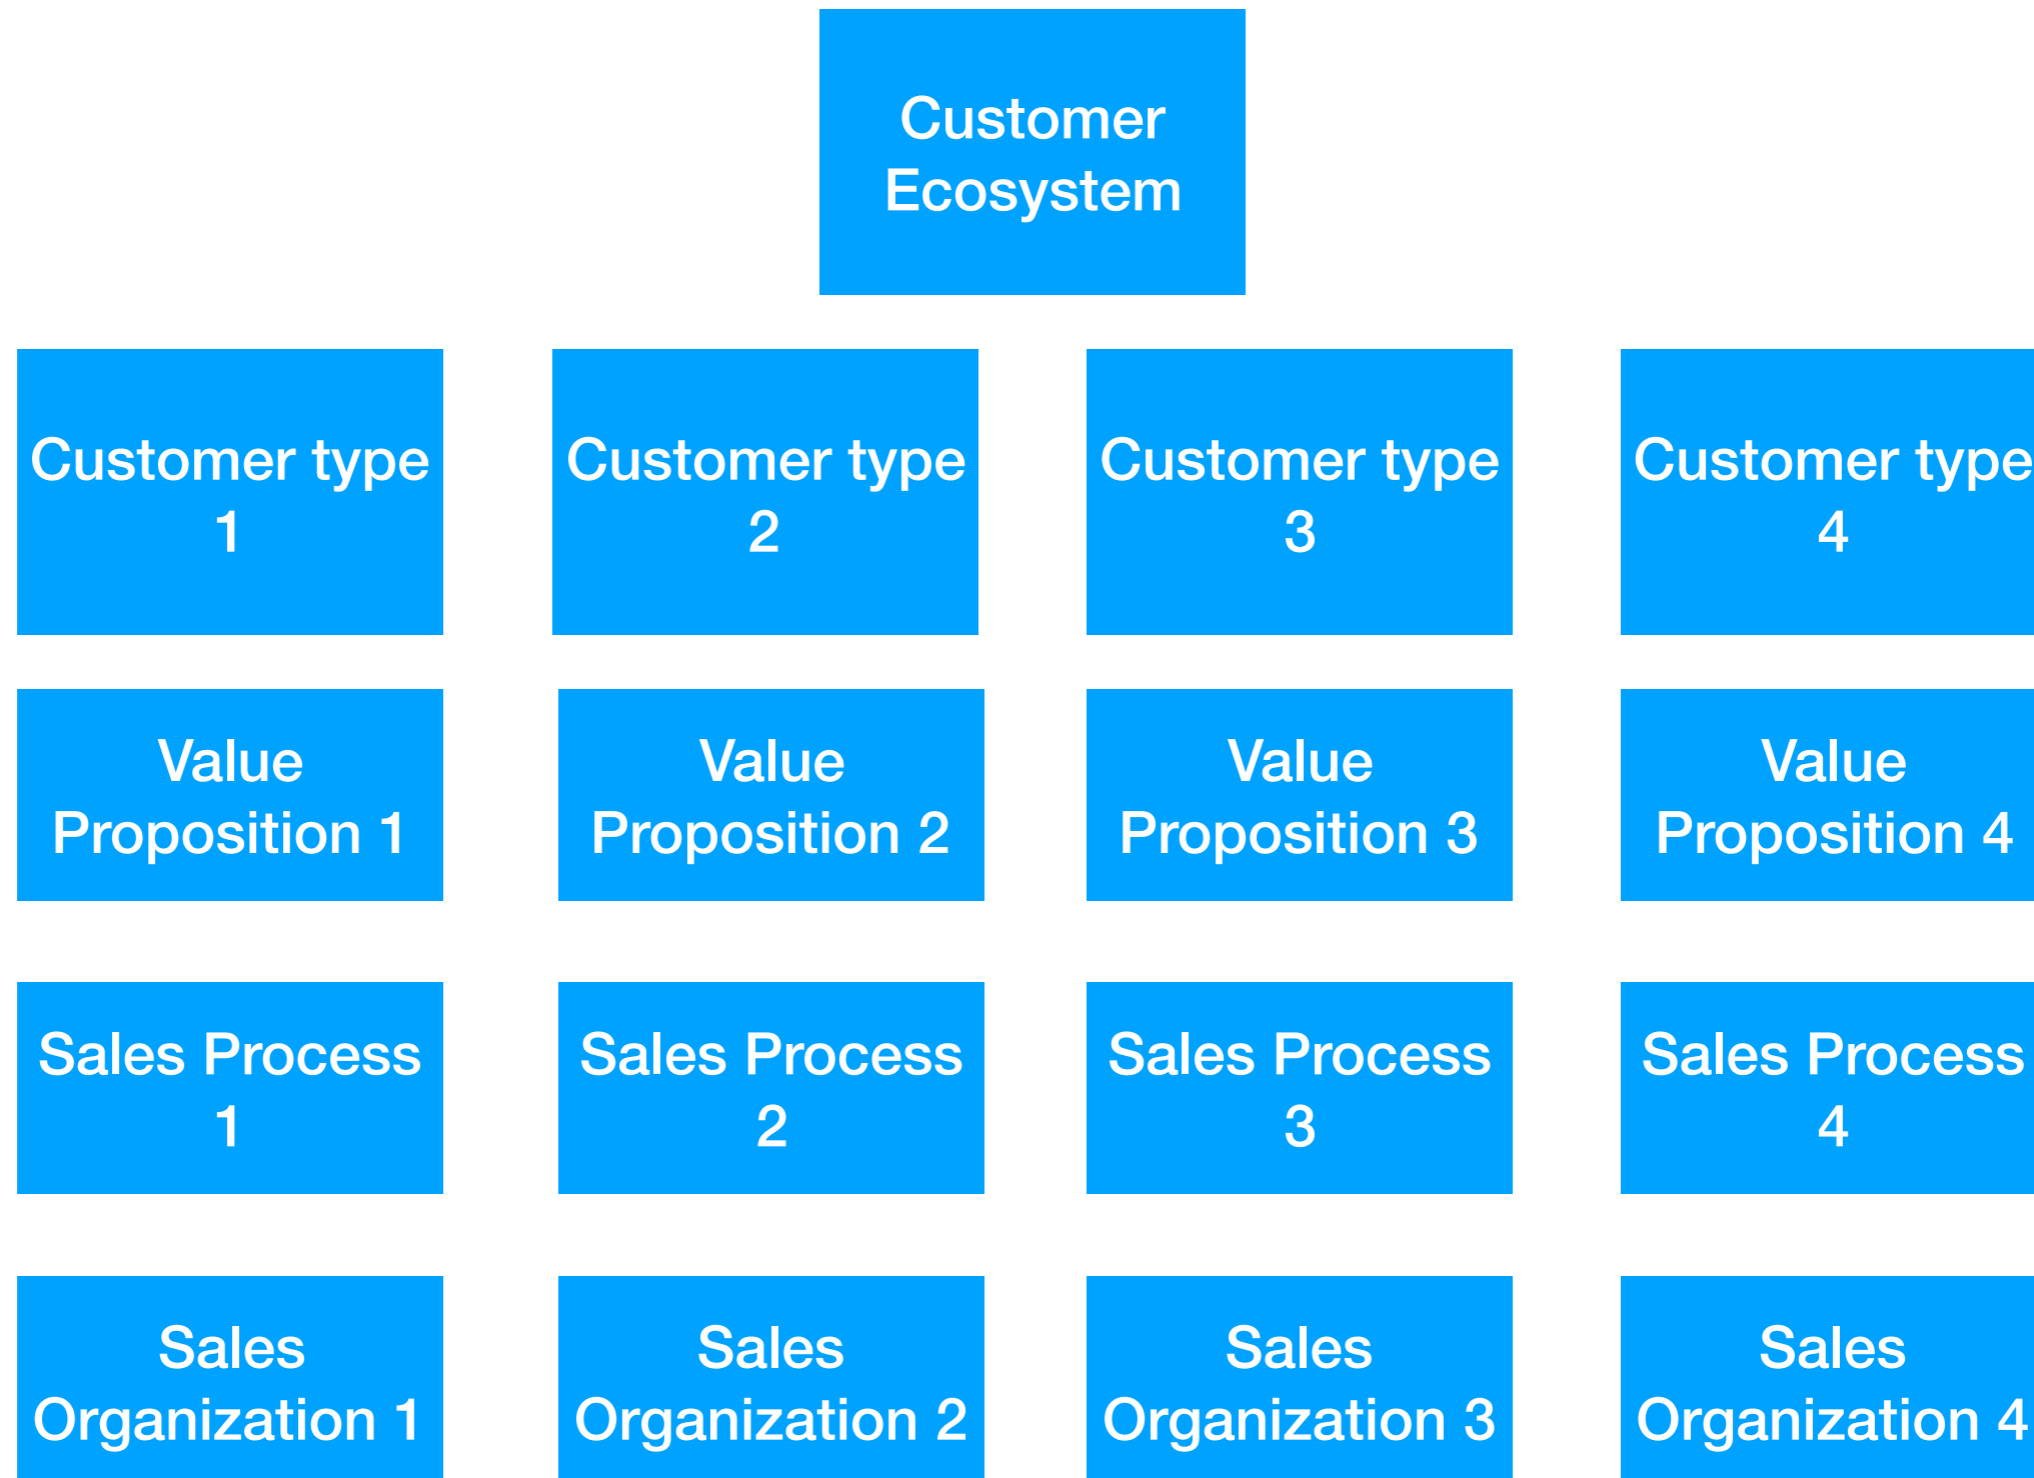 Customer
Ecosystem
Customer type
1
Customer type
2
Customer type
3
Customer type
4
Value
Proposition 1
Value
Proposition 2
Value
Proposition 3
Value
Proposition 4
Sales Process
1
Sales Process
2
Sales Process
3
Sales Process
4
Sales
Organization 1
Sales
Organization 2
Sales
Organization 3
Sales
Organization 4